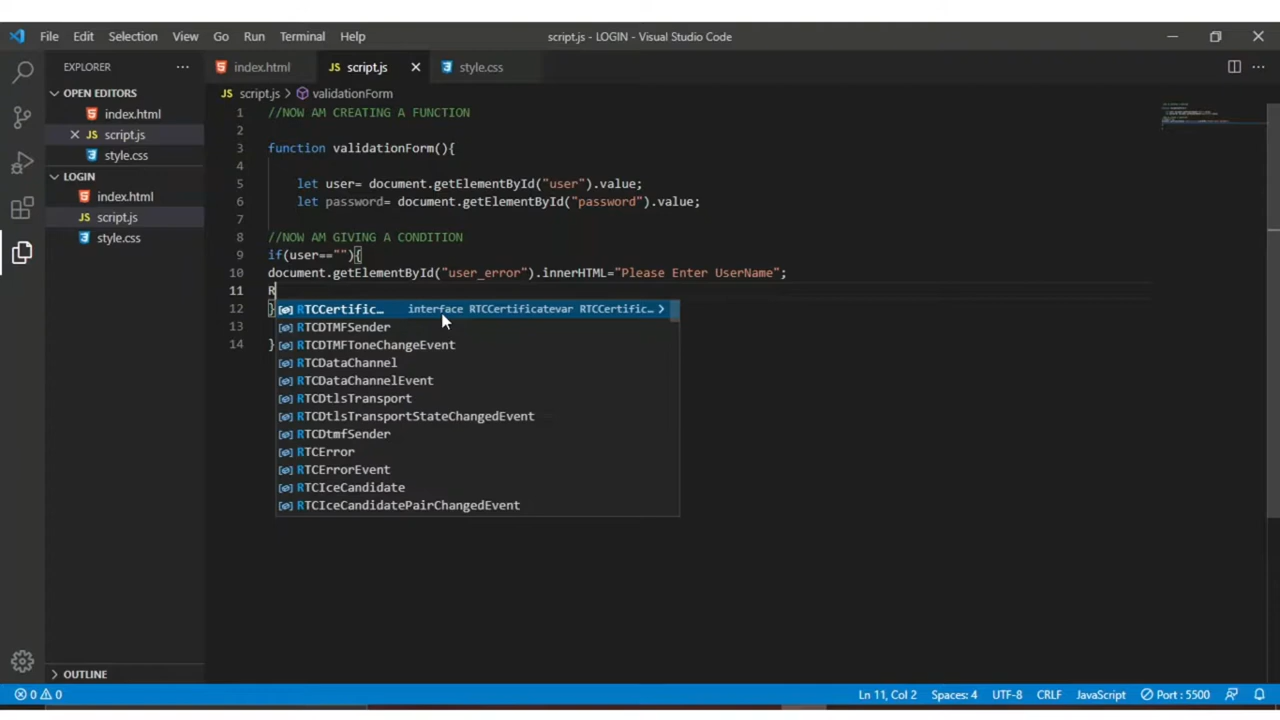 File Edit Selection View Go Run Terminal Help script.js - LOGIN - Visual Studio Code
EXPLORER ... index.html JS script.js style.css ...
OPEN EDITORS
index.html
script.js
style.css
LOGIN
index.html
script.js
style.css
JS script.js > validationForm
1 //NOW AM CREATING A FUNCTION
2
3 function validationForm(){
4
5 let user= document.getElementById("user").value;
6 let password= document.getElementById("password").value;
7
8 //NOW AM GIVING A CONDITION
9 if(user==""){
10 document.getElementById("user_error").innerHTML="Please Enter UserName";
11 R
12 }
13
14 }
RTCCertific… interface RTCCertificatevar RTCCertific…
RTCDTMFSender
RTCDTMFToneChangeEvent
RTCDataChannel
RTCDataChannelEvent
RTCDtlsTransport
RTCDtlsTransportStateChangedEvent
RTCDtmfSender
RTCError
RTCErrorEvent
RTCIceCandidate
RTCIceCandidatePairChangedEvent
OUTLINE
0 0 Ln 11, Col 2 Spaces: 4 UTF-8 CRLF JavaScript Port : 5500